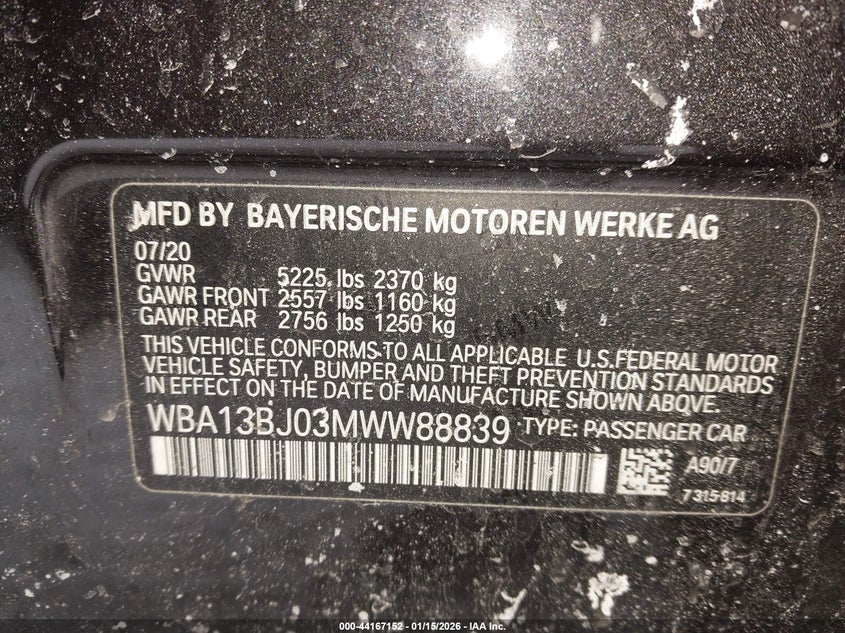 MFD BY BAYERISCHE MOTOREN WERKE AG
07/20
GVWR 5225 lbs 2370 kg
GAWR FRONT 2557 lbs 1160 kg
GAWR REAR 2756 lbs 1250 kg
THIS VEHICLE CONFORMS TO ALL APPLICABLE U.S.FEDERAL MOTOR
VEHICLE SAFETY, BUMPER AND THEFT PREVENTION STANDARDS
IN EFFECT ON THE DATE OF MANUFACTURE SHOWN ABOVE.
WBA13BJ03MWW88839 TYPE: PASSENGER CAR
A90/7
7315814
000-44167152 - 01/15/2026 - IAA Inc.